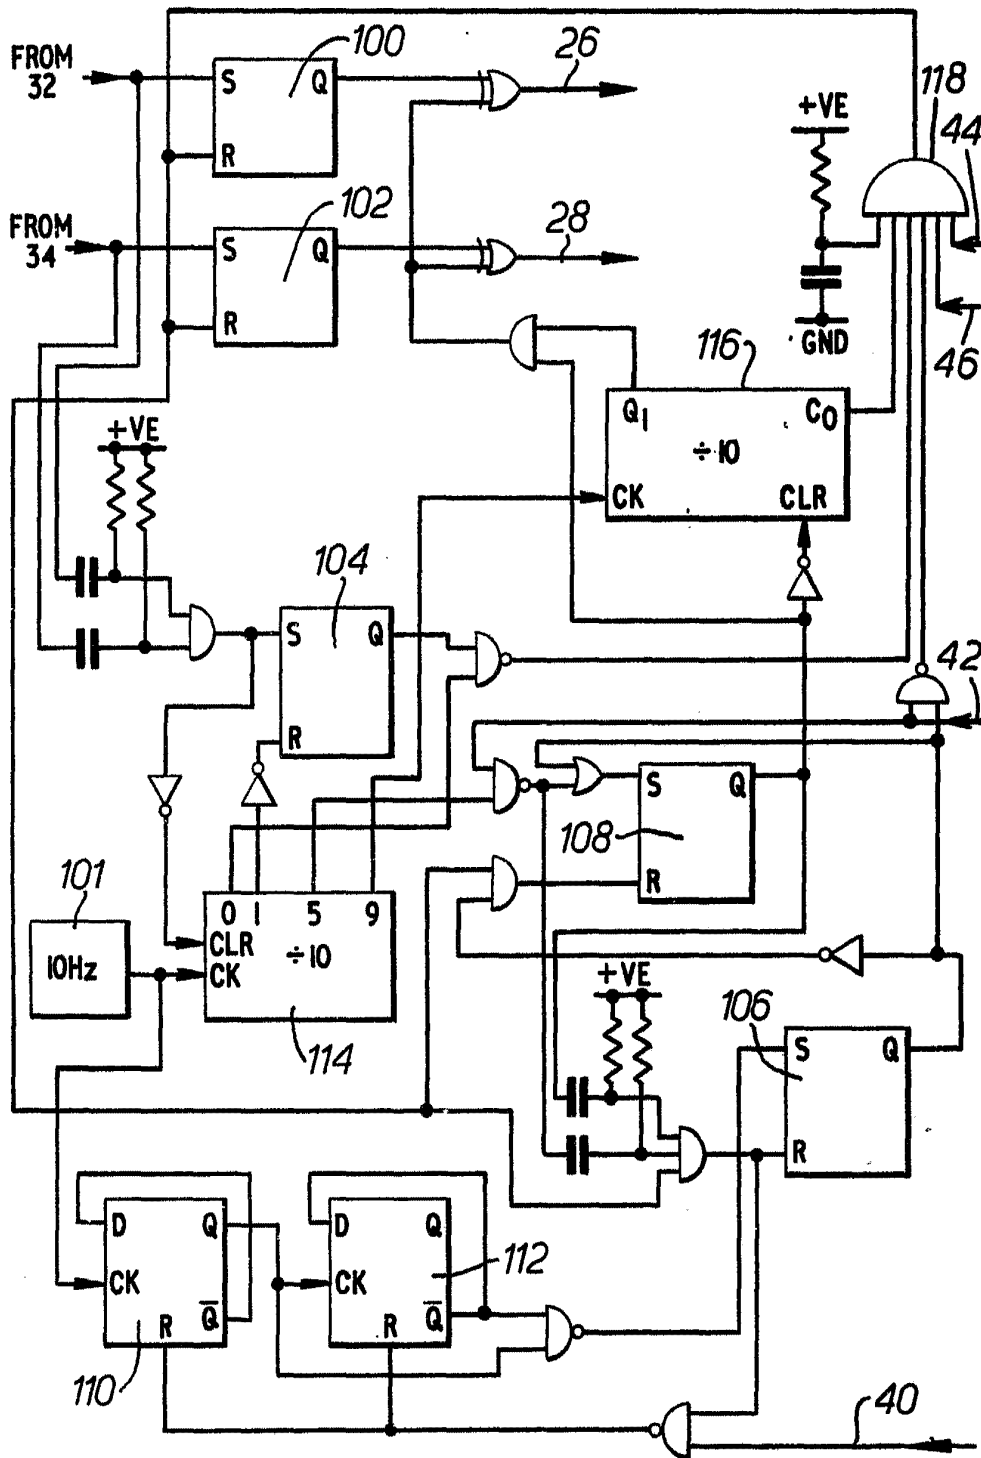 FROM
32
S
Q
R
100
26
FROM
34
S
Q
R
102
28
+VE
GND
118
44
46
116
Q1
CO
÷10
CK
CLR
+VE
104
S
Q
R
42
101
10Hz
0
1
5
9
CLR
CK
÷10
114
S
Q
108
R
+VE
106
S
Q
R
D
Q
CK
R
Q̅
110
D
Q
CK
R
Q̅
112
40